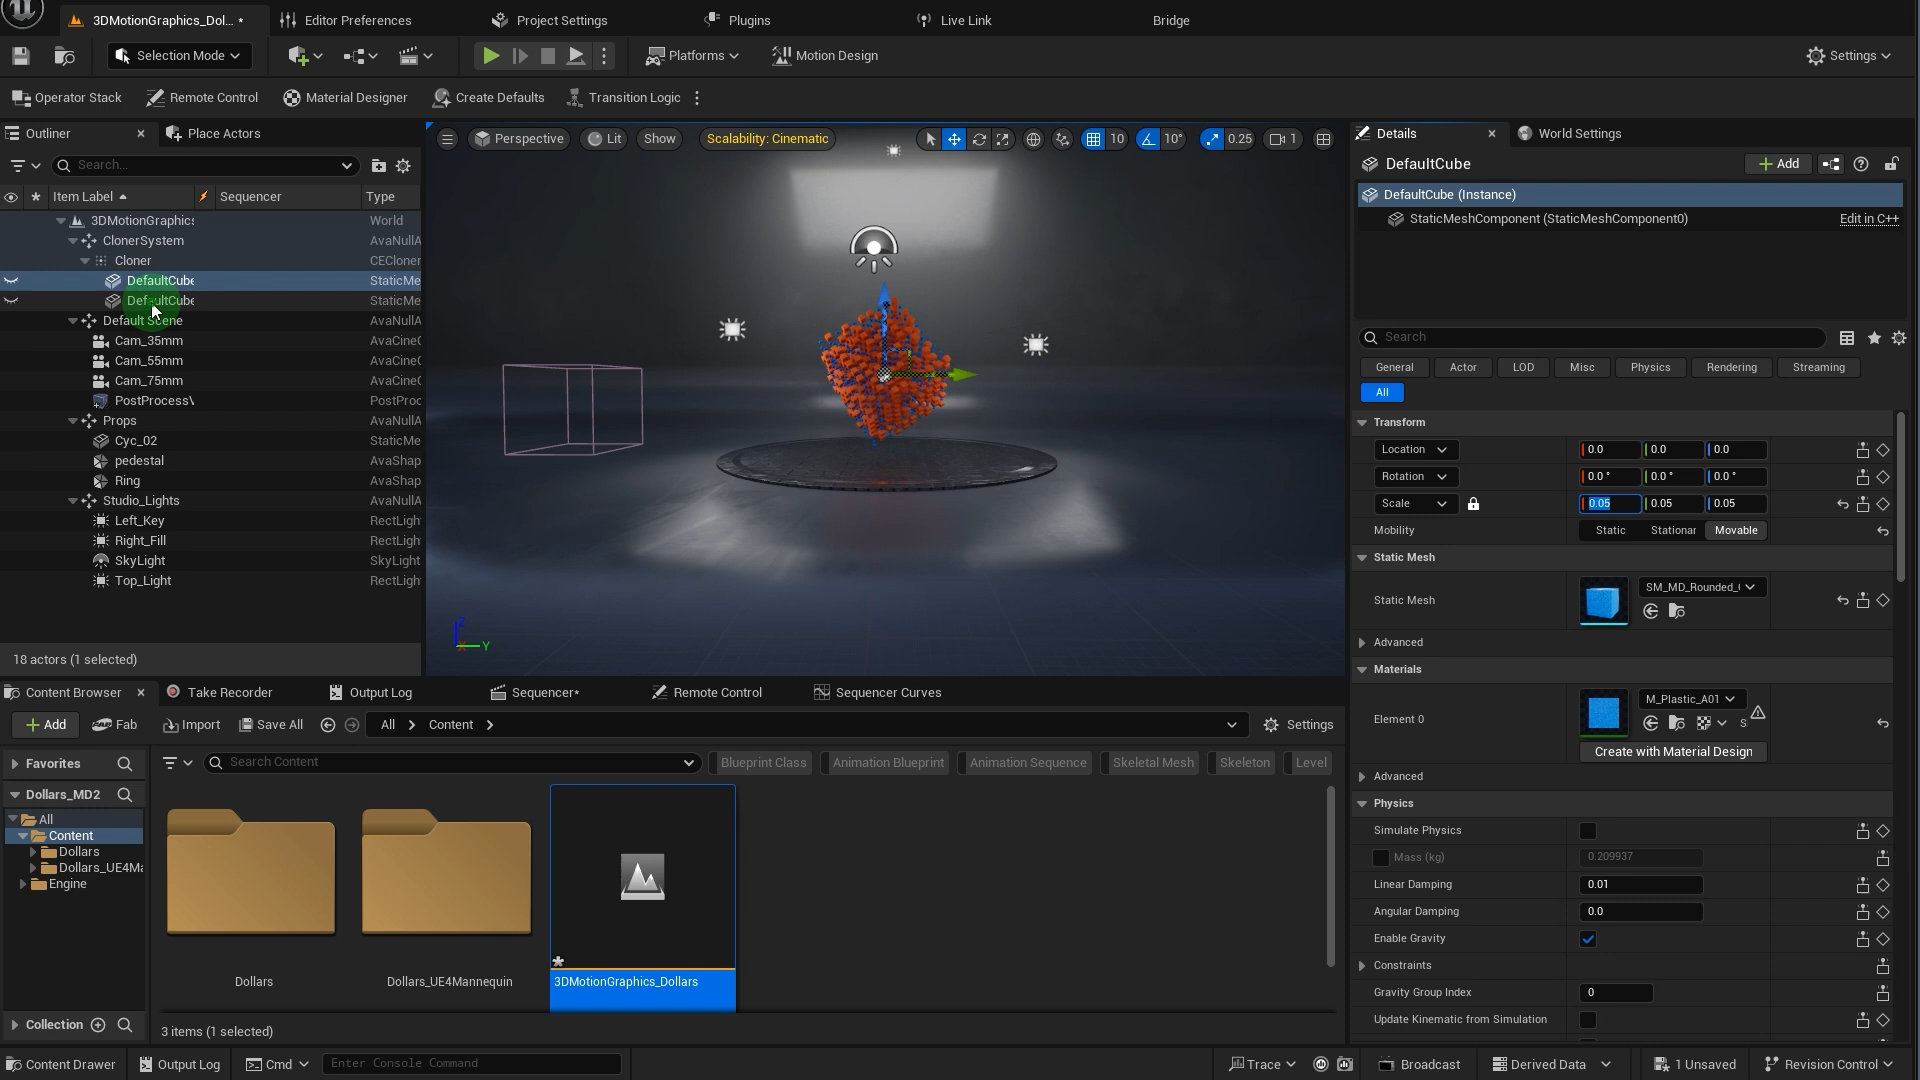 3DMotionGraphics_Dol... *
Editor Preferences
Project Settings
Plugins
Live Link
Bridge
Selection Mode
Platforms
Motion Design
Settings
Operator Stack
Remote Control
Material Designer
Create Defaults
Transition Logic
Outliner
Place Actors
Search...
Item Label
Sequencer
Type
3DMotionGraphics World
ClonerSystem AvaNullA
Cloner CECloner
DefaultCube StaticMe
DefaultCube StaticMe
Default Scene AvaNullA
Cam_35mm AvaCineC
Cam_55mm AvaCineC
Cam_75mm AvaCineC
PostProcessV PostProc
Props AvaNullA
Cyc_02 StaticMe
pedestal AvaShap
Ring AvaShap
Studio_Lights AvaNullA
Left_Key RectLigh
Right_Fill RectLigh
SkyLight SkyLight
Top_Light RectLigh
18 actors (1 selected)
Perspective
Lit
Show
Scalability: Cinematic
10
10°
0.25
1
Z
Y
Details
World Settings
DefaultCube
Add
DefaultCube (Instance)
StaticMeshComponent (StaticMeshComponent0)
Edit in C++
Search
General
Actor
LOD
Misc
Physics
Rendering
Streaming
All
Transform
Location 0.0 0.0 0.0
Rotation 0.0 ° 0.0 ° 0.0 °
Scale 0.05 0.05 0.05
Mobility Static Stationar Movable
Static Mesh
Static Mesh SM_MD_Rounded_
Advanced
Materials
Element 0 M_Plastic_A01
S
Create with Material Design
Advanced
Physics
Simulate Physics
Mass (kg) 0.209937
Linear Damping 0.01
Angular Damping 0.0
Enable Gravity
Constraints
Gravity Group Index 0
Update Kinematic from Simulation
Content Browser
Take Recorder
Output Log
Sequencer*
Remote Control
Sequencer Curves
Add
Fab
Import
Save All
All
Content
Settings
Favorites
Dollars_MD2
All
Content
Dollars
Dollars_UE4Ma
Engine
Collection
Search Content
Blueprint Class
Animation Blueprint
Animation Sequence
Skeletal Mesh
Skeleton
Level
Dollars
Dollars_UE4Mannequin
3DMotionGraphics_Dollars
3 items (1 selected)
Content Drawer
Output Log
Cmd
Enter Console Command
Trace
Broadcast
Derived Data
1 Unsaved
Revision Control